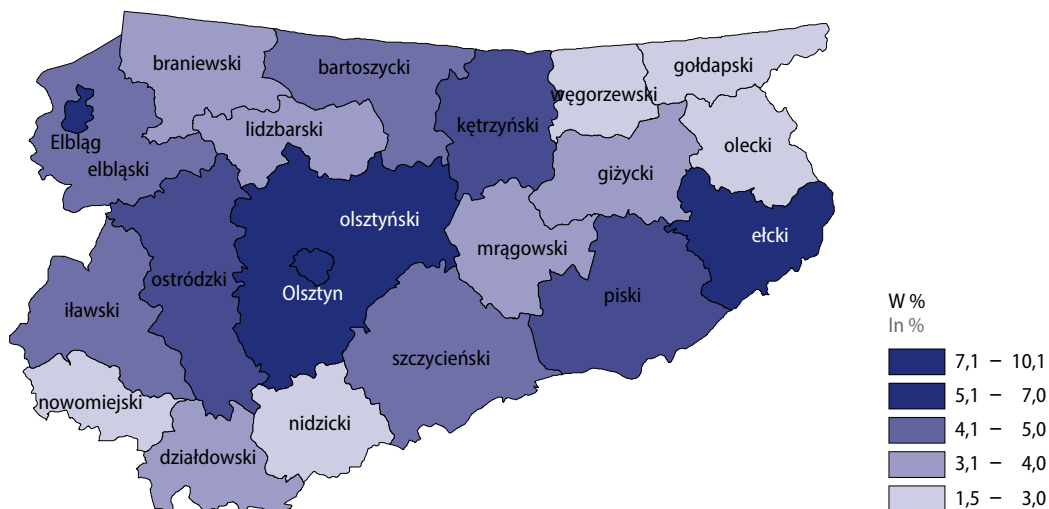 braniewski
bartoszycki
gołdapski
węgorzewski
lidzbarski
kętrzyński
Elbląg
elbląski
olecki
giżycki
olsztyński
ełcki
mrągowski
ostródzki
Olsztyn
piski
iławski
szczycieński
nowomiejski
nidzicki
działdowski
W %
In %
7,1 – 10,1
5,1 – 7,0
4,1 – 5,0
3,1 – 4,0
1,5 – 3,0